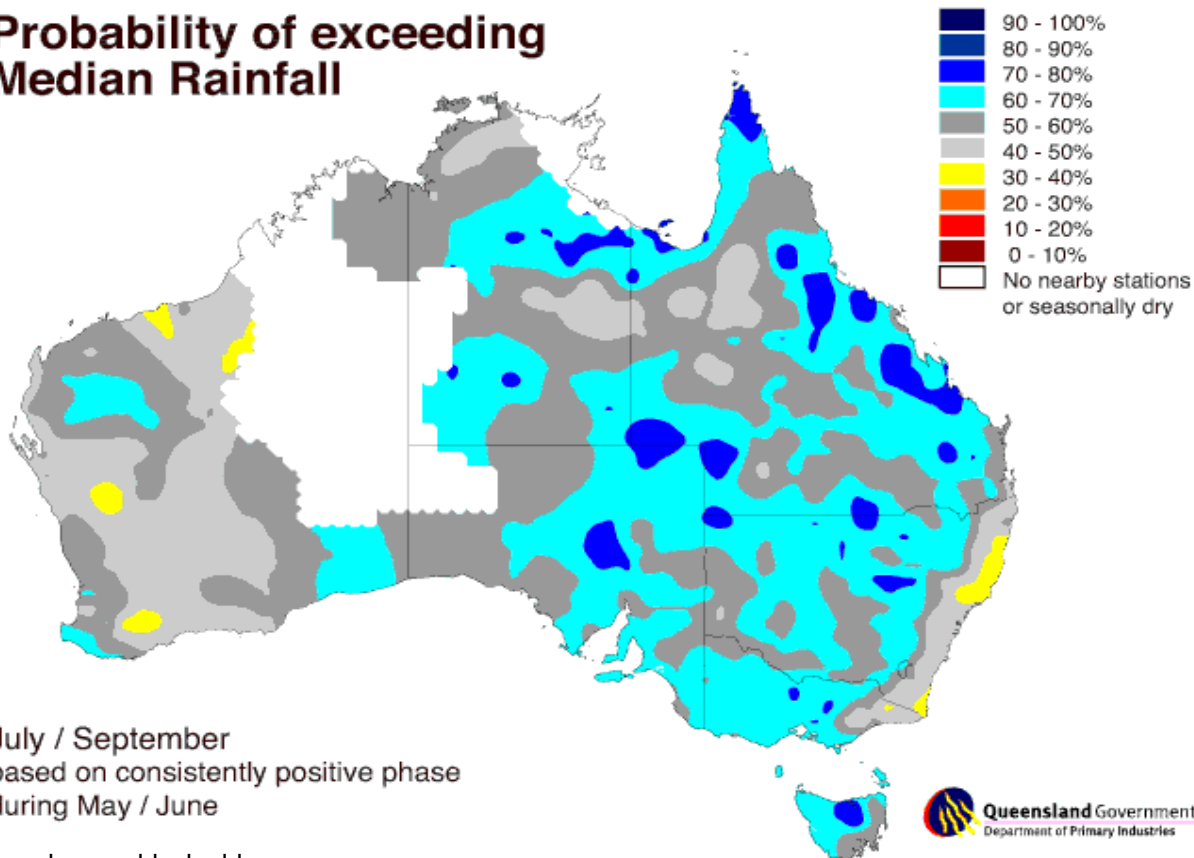 Probability of exceeding
Median Rainfall
90 - 100%
80 - 90%
70 - 80%
60 - 70%
50 - 60%
40 - 50%
30 - 40%
20 - 30%
10 - 20%
0 - 10%
No nearby stations
or seasonally dry
July / September
based on consistently positive phase
during May / June
Queensland Government
Department of Primary Industries